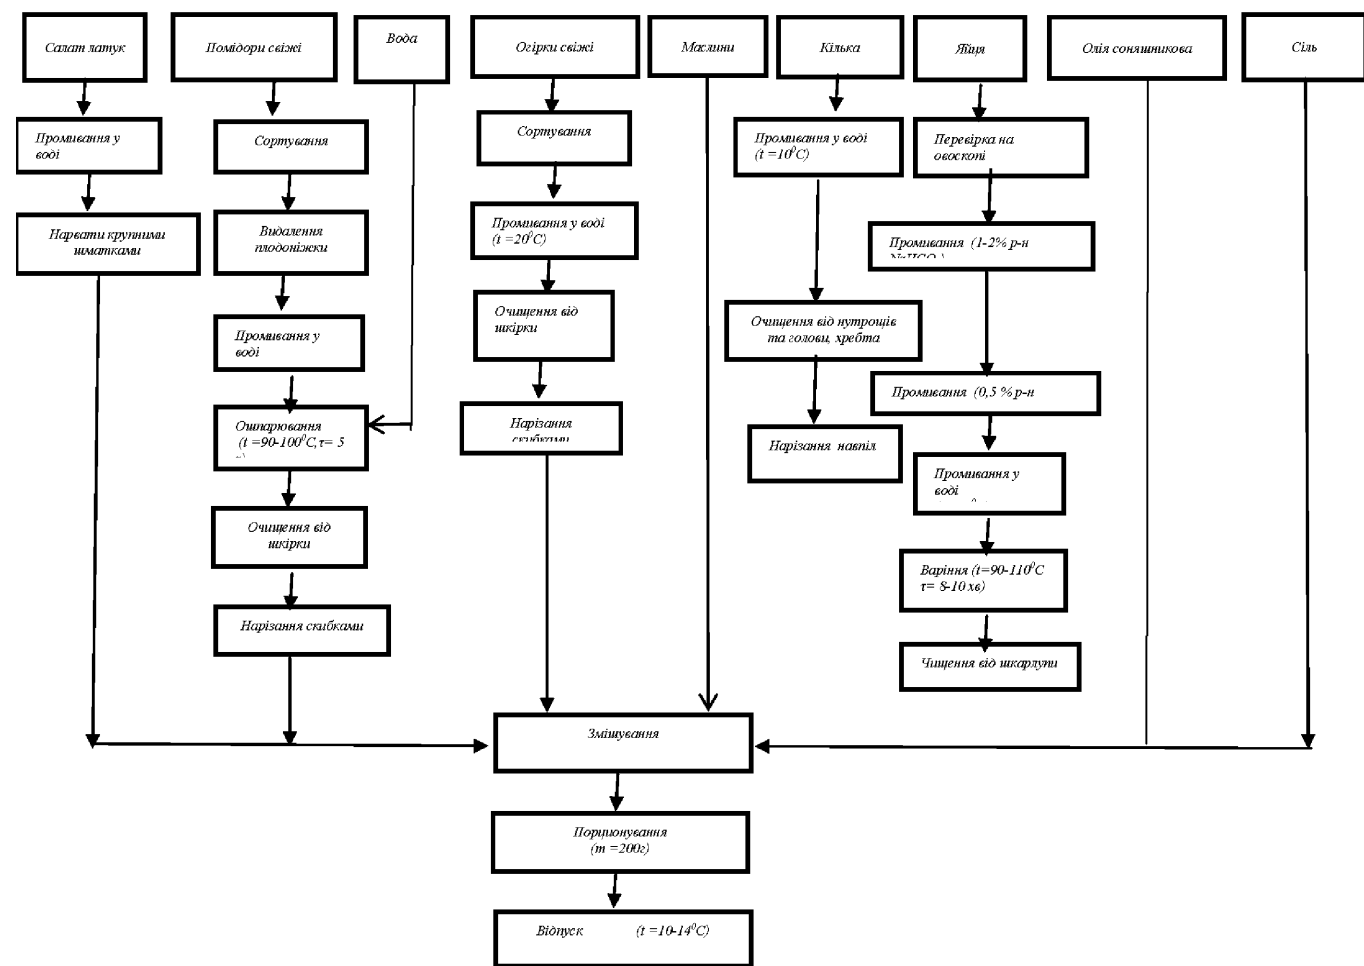 Салат латук
Помідори свіжі
Вода
Огірки свіжі
Маслини
Кілька
Яйця
Олія соняшникова
Сіль
Промивання у
воді
Нарвати крупними
шматками
Сортування
Видалення
плодоніжки
Промивання у
воді
Ошпарювання
(t =90-100⁰С,τ= 5
Очищення від
шкірки
Нарізання скибками
Сортування
Промивання у воді
(t =20⁰С)
Очищення від
шкірки
Нарізання
скибками
Промивання у воді
(t =10⁰С)
Очищення від нутрощів
та голови, хребта
Нарізання навпіл
Перевірка на
овоскопі
Промивання (1-2% р-н
Промивання (0,5 % р-н
Промивання у
воді
Варіння (t=90-110⁰С
τ= 8-10 хв)
Чищення від шкарлупи
Змішування
Порционування
(m =200г)
Відпуск (t =10-14⁰С)